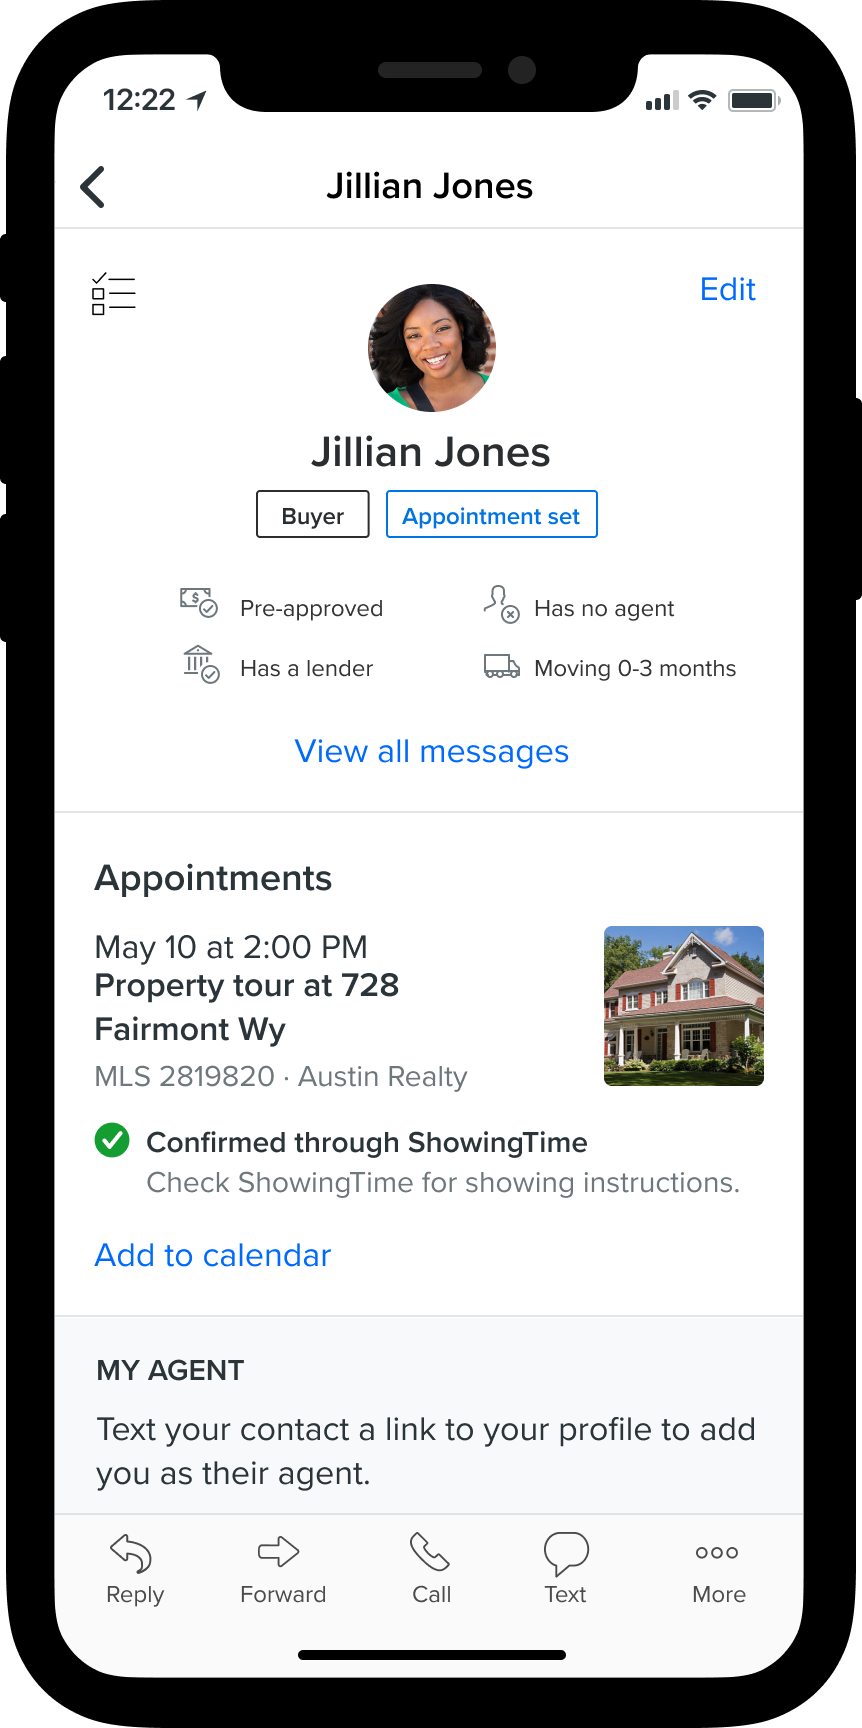 12:22
Jillian Jones
Edit
Jillian Jones
Buyer
Appointment set
Pre-approved
Has no agent
Has a lender
Moving 0-3 months
View all messages
Appointments
May 10 at 2:00 PM
Property tour at 728
Fairmont Wy
MLS 2819820 · Austin Realty
Confirmed through ShowingTime
Check ShowingTime for showing instructions.
Add to calendar
MY AGENT
Text your contact a link to your profile to add
you as their agent.
Reply
Forward
Call
Text
More